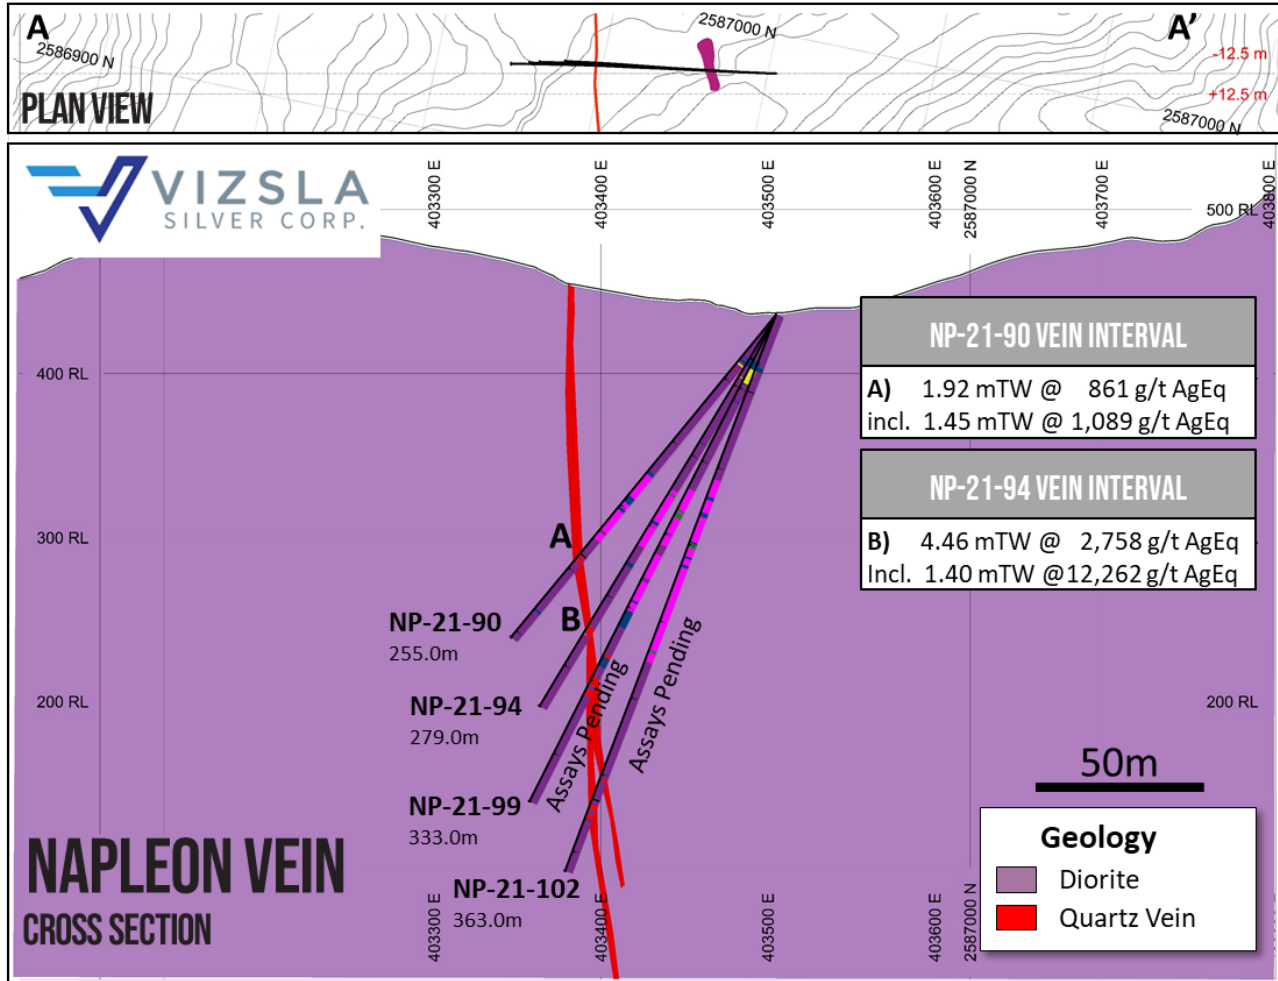 A
A'
2586900 N
2587000 N
-12.5 m
+12.5 m
2587000 N
PLAN VIEW
VIZSLA
SILVER CORP.
403300 E
403400 E
403500 E
403600 E
2587000 N
403700 E
403800 E
500 RL
400 RL
300 RL
200 RL
200 RL
NP-21-90 VEIN INTERVAL
A) 1.92 mTW @ 861 g/t AgEq
incl. 1.45 mTW @ 1,089 g/t AgEq
NP-21-94 VEIN INTERVAL
B) 4.46 mTW @ 2,758 g/t AgEq
Incl. 1.40 mTW @12,262 g/t AgEq
A
B
NP-21-90
255.0m
NP-21-94
279.0m
NP-21-99
333.0m
NP-21-102
363.0m
Assays Pending
Assays Pending
50m
Geology
Diorite
Quartz Vein
NAPLEON VEIN
CROSS SECTION
403300 E
403400 E
403500 E
403600 E
2587000 N